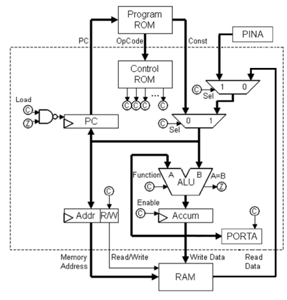 Program
ROM
PINA
PC
OpCode
Const
Control
ROM
1 0
C C C ... C
C
Sel
Load
C
Z
PC
0 1
C
Sel
Function
A B
A=B
C
ALU
Z
Enable
Addr
R/W
C
Accum
C
PORTA
Memory
Address
Read/Write
Write Data
Read
Data
RAM